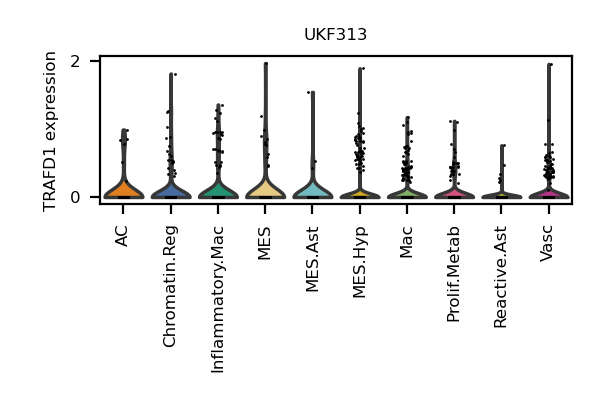 UKF313
TRAFD1 expression
2
0
AC
Chromatin.Reg
Inflammatory.Mac
MES
MES.Ast
MES.Hyp
Mac
Prolif.Metab
Reactive.Ast
Vasc